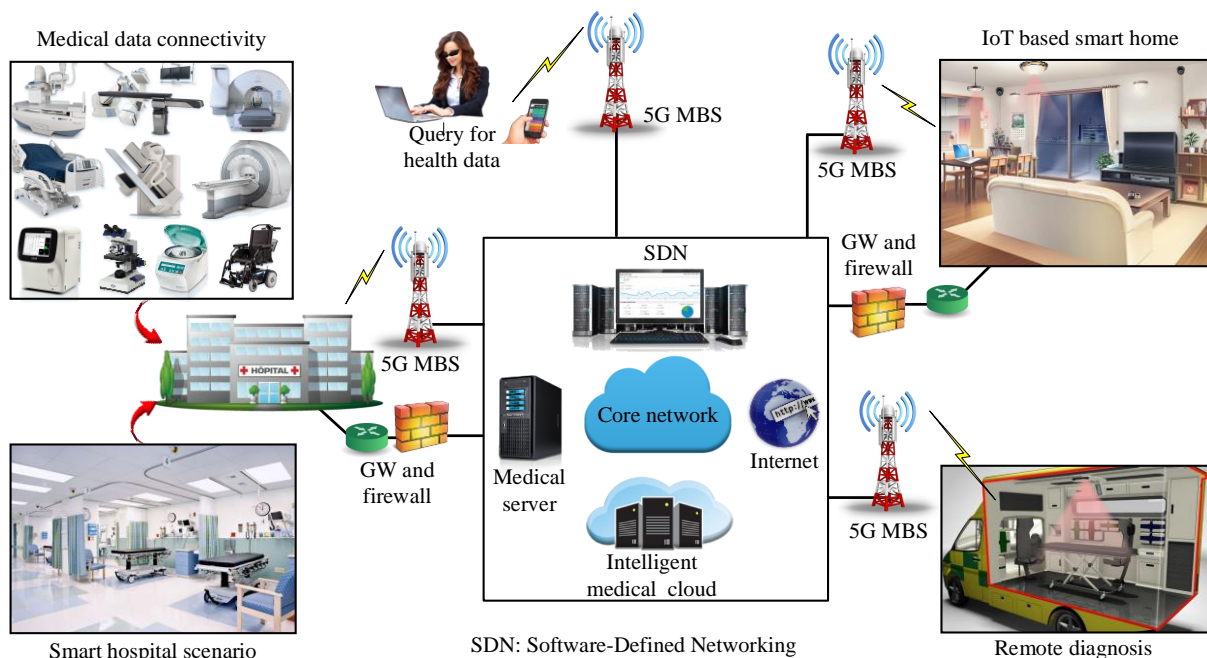 Medical data connectivity
Query for
health data
5G MBS
5G MBS
IoT based smart home
GW and
firewall
5G MBS
HÔPITAL
GW and
firewall
SDN
Core network
Medical
server
http://ww
Internet
Intelligent
medical cloud
5G MBS
Smart hospital scenario
SDN: Software-Defined Networking
Remote diagnosis